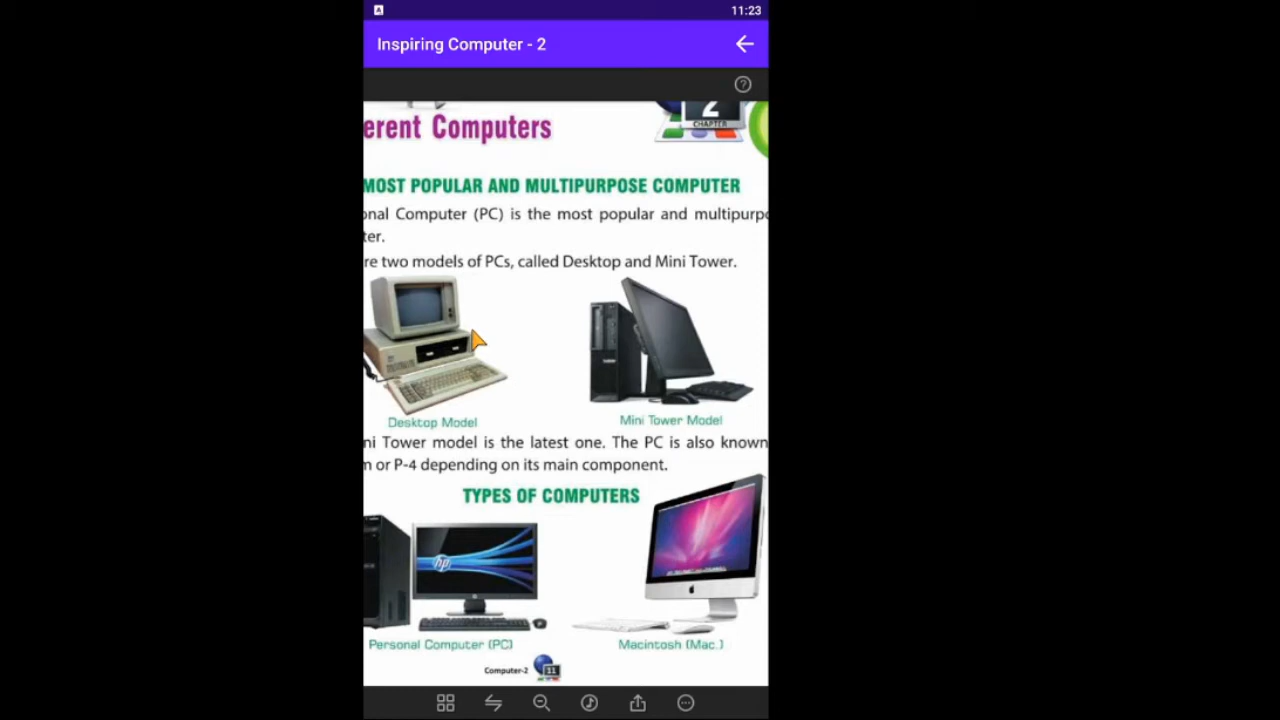 A
11:23
Inspiring Computer - 2
?
2
CHAPTER
erent Computers
MOST POPULAR AND MULTIPURPOSE COMPUTER
onal Computer (PC) is the most popular and multipurpo
ter.
re two models of PCs, called Desktop and Mini Tower.
Desktop Model
Mini Tower Model
ni Tower model is the latest one. The PC is also known
m or P-4 depending on its main component.
TYPES OF COMPUTERS
hp
Personal Computer (PC)
Macintosh (Mac.)
Computer-2
11